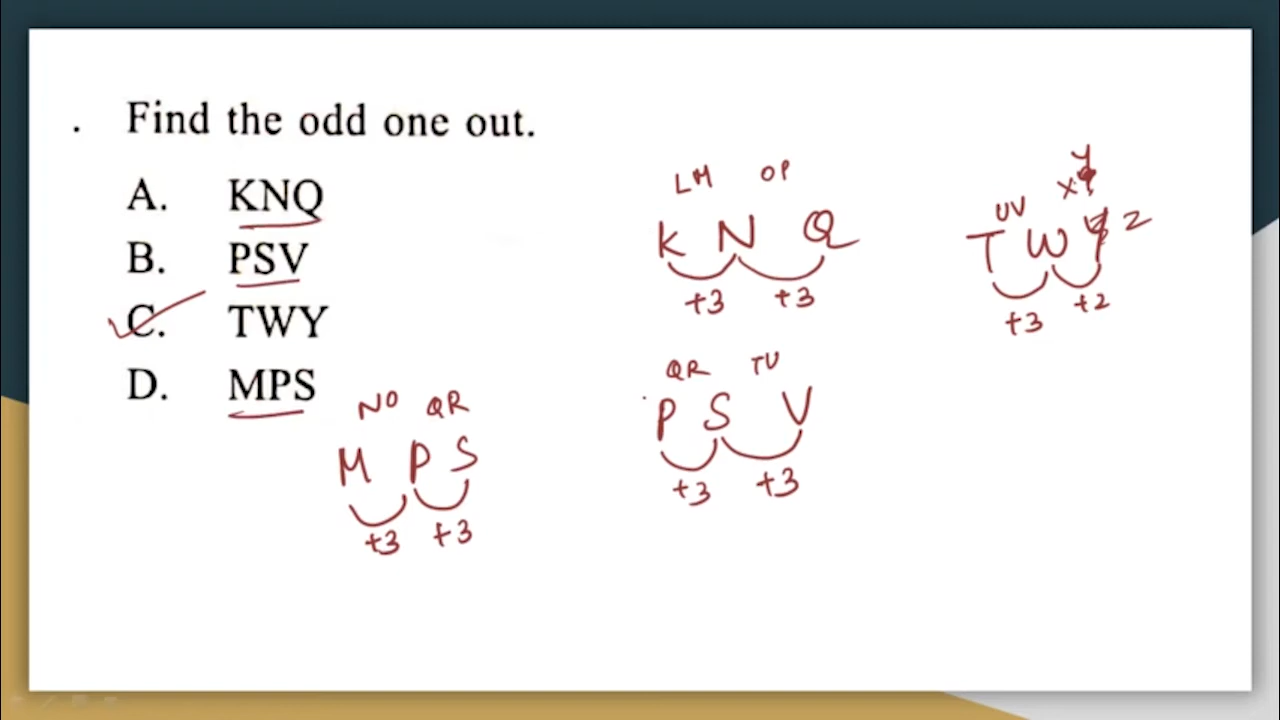 . Find the odd one out.
A. KNQ
B. PSV
C. TWY
D. MPS
LM OP
K N Q
+3 +3
X Y
UV
T W Y Z
+3 +2
QR TU
P S V
+3 +3
NO QR
M P S
+3 +3